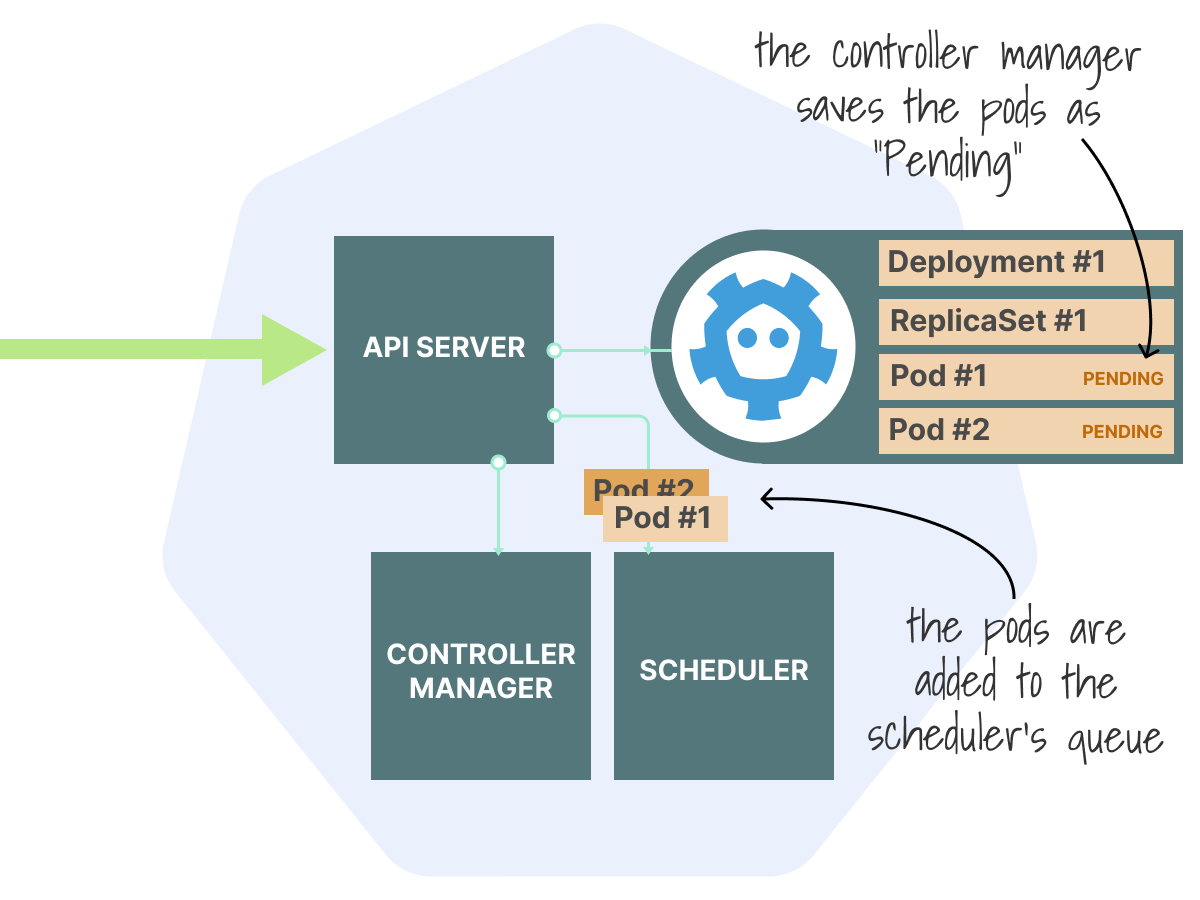 the controller manager
saves the pods as
"Pending"
API SERVER
Deployment #1
ReplicaSet #1
Pod #1 PENDING
Pod #2 PENDING
Pod #2
Pod #1
CONTROLLER
MANAGER
SCHEDULER
the pods are
added to the
scheduler's queue